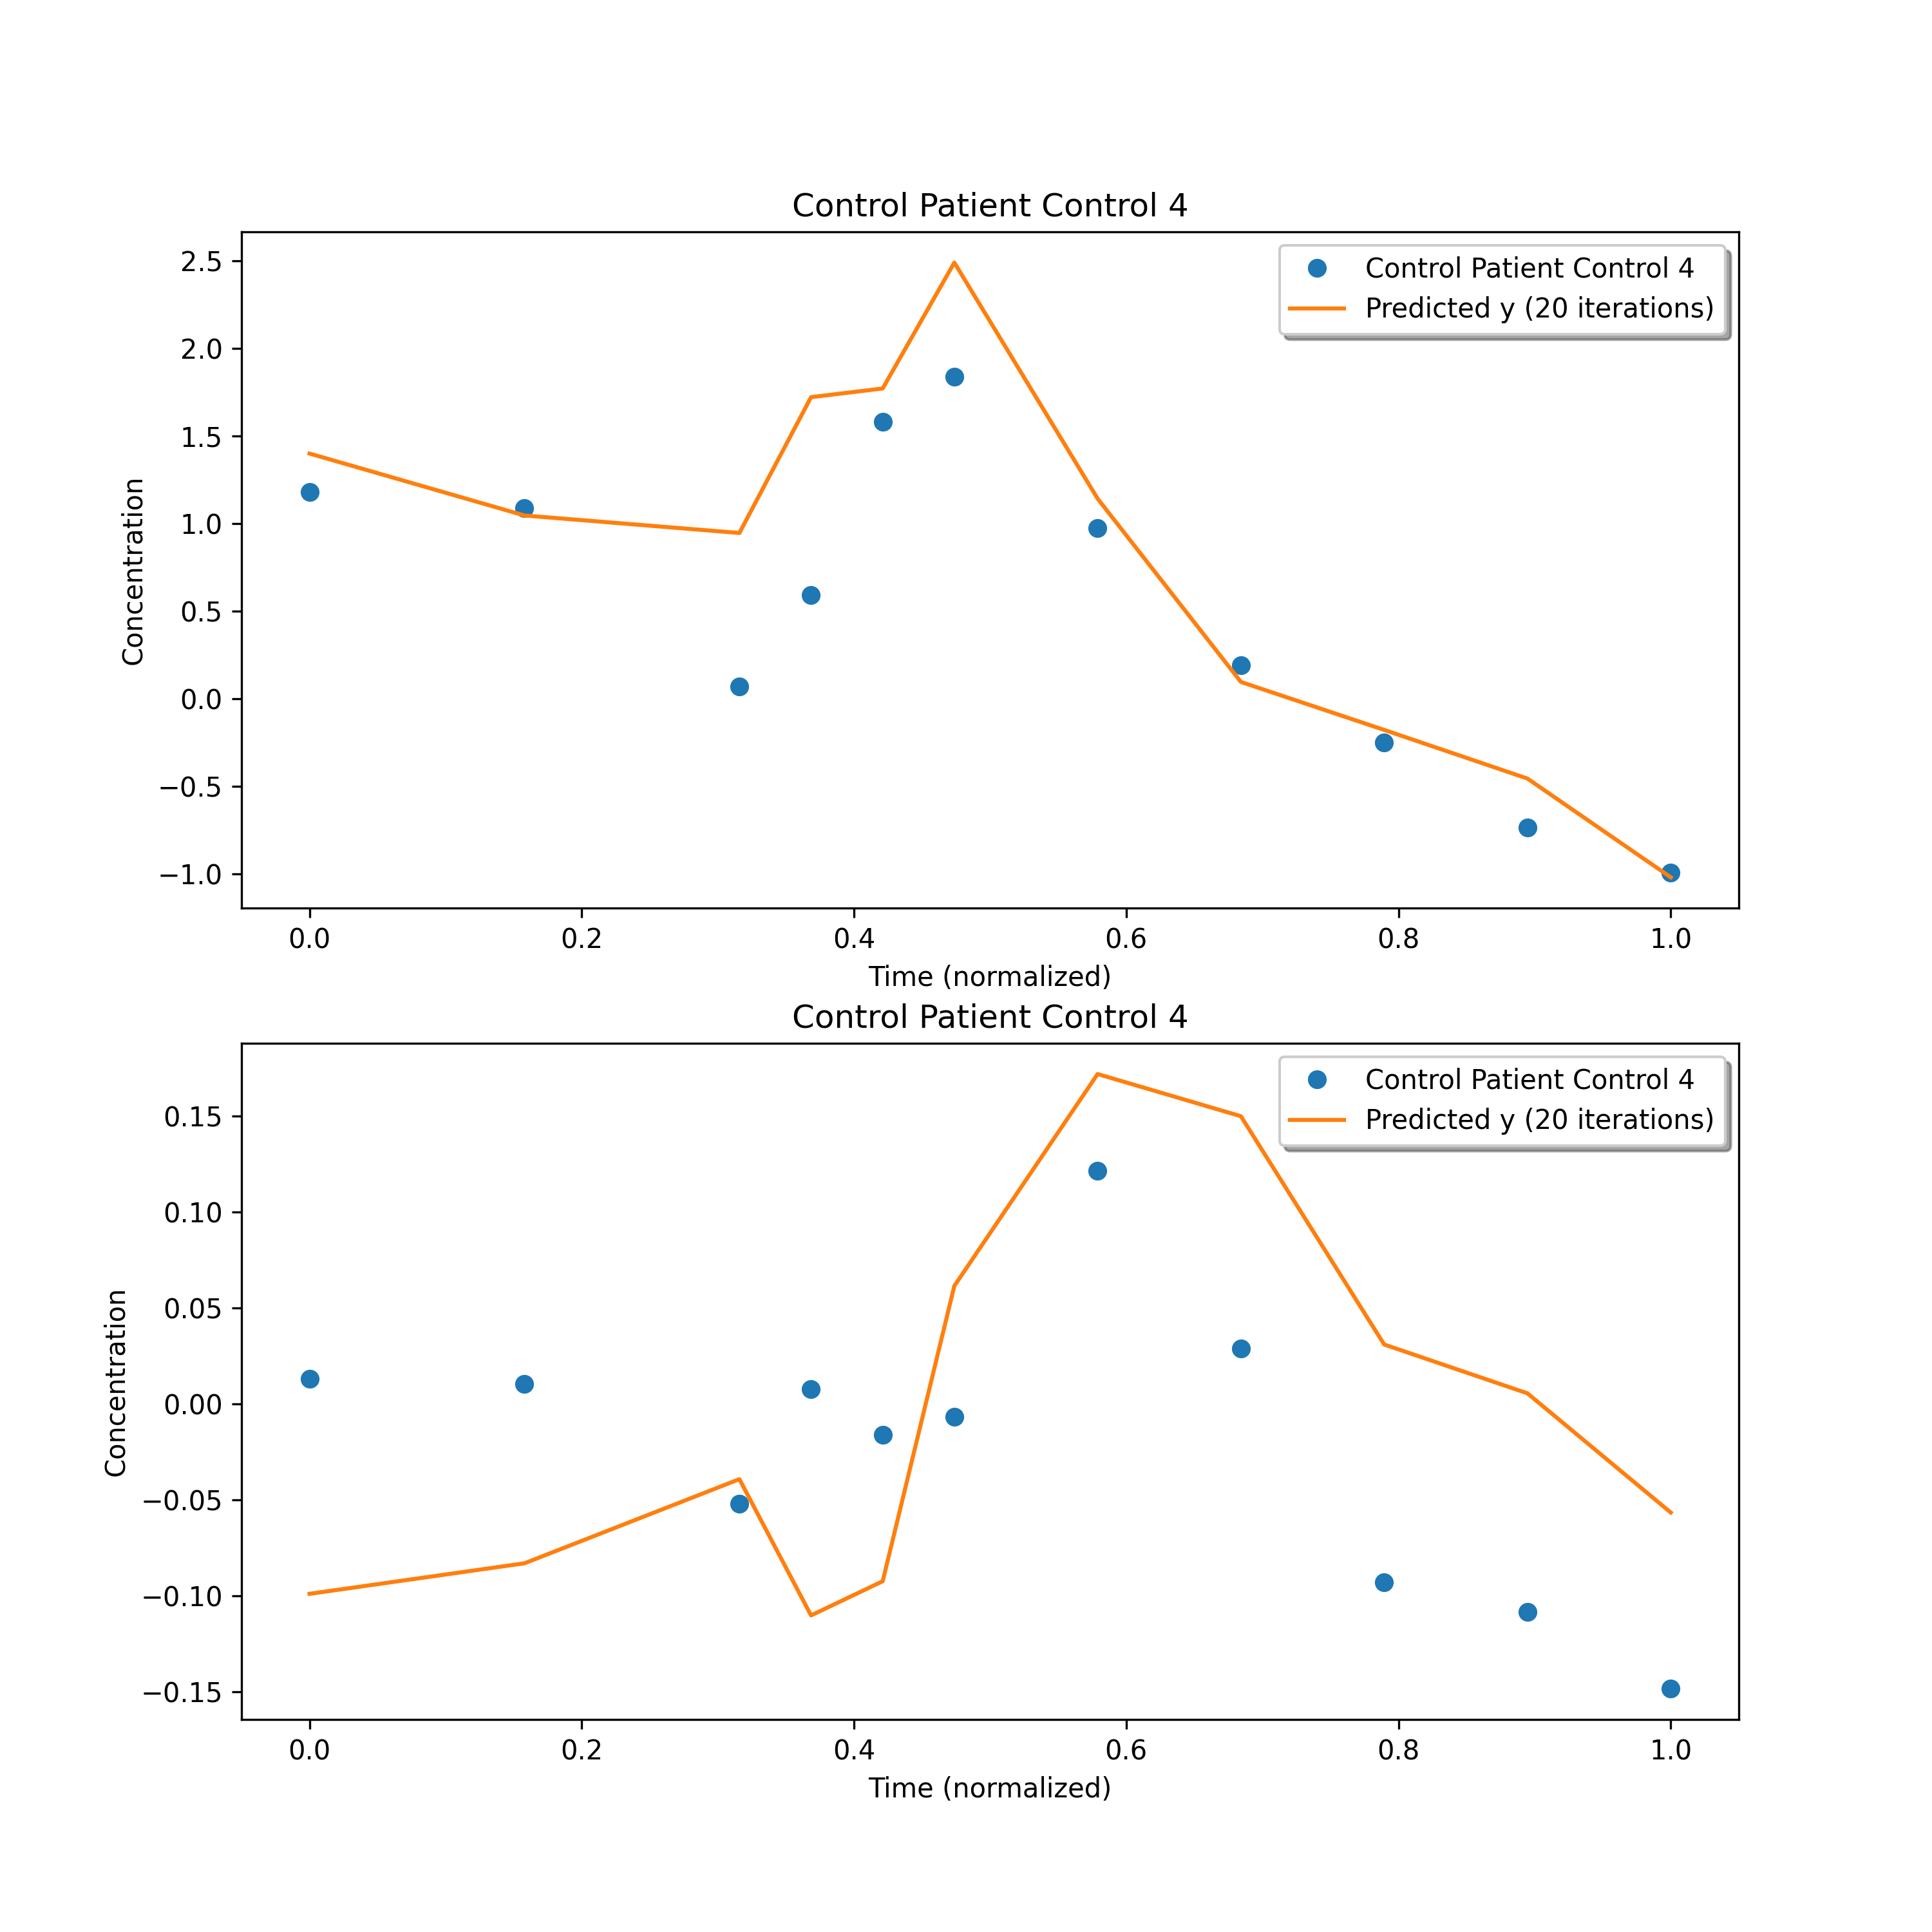 Control Patient Control 4
Control Patient Control 4
Predicted y (20 iterations)
2.5
2.0
1.5
1.0
0.5
0.0
−0.5
−1.0
Concentration
0.0 0.2 0.4 0.6 0.8 1.0
Time (normalized)
Control Patient Control 4
Control Patient Control 4
Predicted y (20 iterations)
0.15
0.10
0.05
0.00
−0.05
−0.10
−0.15
Concentration
0.0 0.2 0.4 0.6 0.8 1.0
Time (normalized)